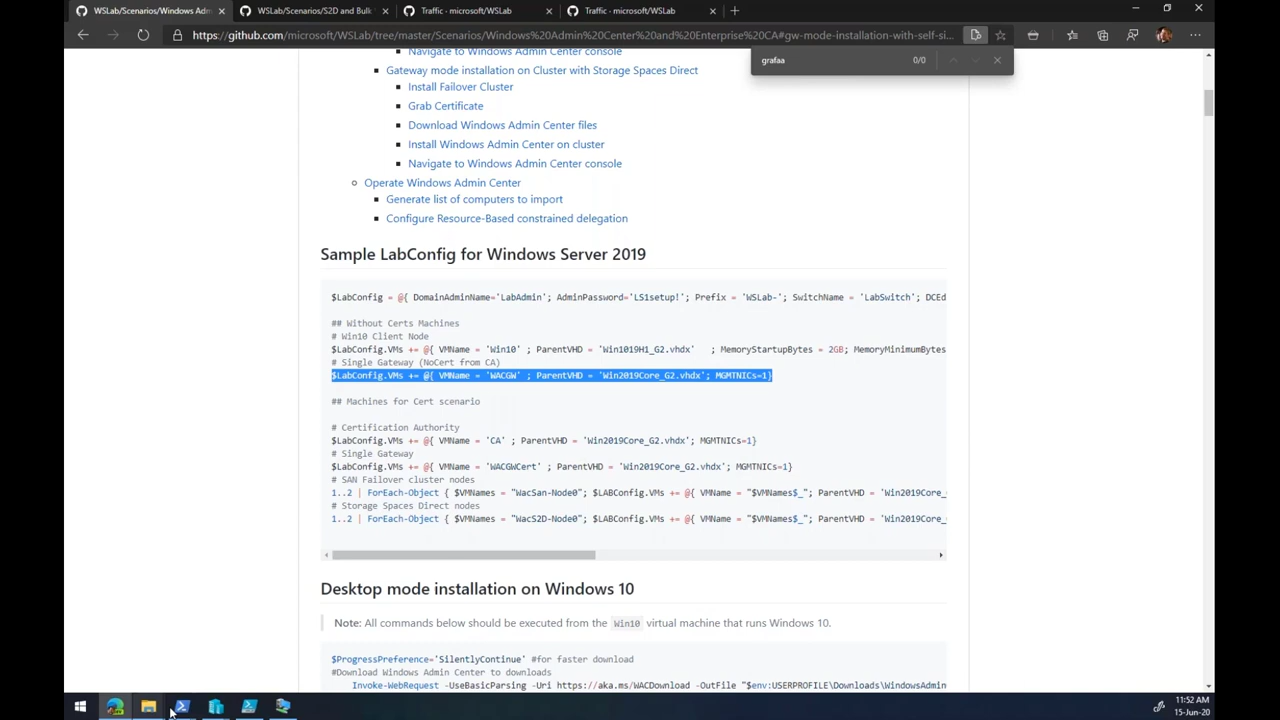 WSLab/Scenarios/Windows Adm
WSLab/Scenarios/S2D and Bulk
Traffic · microsoft/WSLab
Traffic · microsoft/WSLab
https://github.com/microsoft/WSLab/tree/master/Scenarios/Windows%20Admin%20Center%20and%20Enterprise%20CA#gw-mode-installation-with-self-si...
grafaa
0/0
Navigate to Windows Admin Center console
Gateway mode installation on Cluster with Storage Spaces Direct
Install Failover Cluster
Grab Certificate
Download Windows Admin Center files
Install Windows Admin Center on cluster
Navigate to Windows Admin Center console
Operate Windows Admin Center
Generate list of computers to import
Configure Resource-Based constrained delegation
Sample LabConfig for Windows Server 2019
$LabConfig = @{ DomainAdminName='LabAdmin'; AdminPassword='LS1setup!'; Prefix = 'WSLab-'; SwitchName = 'LabSwitch'; DCEd
## Without Certs Machines
# Win10 Client Node
$LabConfig.VMs += @{ VMName = 'Win10' ; ParentVHD = 'Win1019H1_G2.vhdx' ; MemoryStartupBytes = 2GB; MemoryMinimumBytes
# Single Gateway (NoCert from CA)
$LabConfig.VMs += @{ VMName = 'WACGW' ; ParentVHD = 'Win2019Core_G2.vhdx'; MGMTNICs=1}
## Machines for Cert scenario
# Certification Authority
$LabConfig.VMs += @{ VMName = 'CA' ; ParentVHD = 'Win2019Core_G2.vhdx'; MGMTNICs=1}
# Single Gateway
$LabConfig.VMs += @{ VMName = 'WACGWCert' ; ParentVHD = 'Win2019Core_G2.vhdx'; MGMTNICs=1}
# SAN Failover cluster nodes
1..2 | ForEach-Object { $VMNames = "WacSan-Node0"; $LABConfig.VMs += @{ VMName = "$VMNames$_"; ParentVHD = 'Win2019Core_
# Storage Spaces Direct nodes
1..2 | ForEach-Object { $VMNames = "WacS2D-Node0"; $LABConfig.VMs += @{ VMName = "$VMNames$_"; ParentVHD = 'Win2019Core_
Desktop mode installation on Windows 10
Note: All commands below should be executed from the Win10 virtual machine that runs Windows 10.
$ProgressPreference='SilentlyContinue' #for faster download
#Download Windows Admin Center to downloads
Invoke-WebRequest -UseBasicParsing -Uri https://aka.ms/WACDownload -OutFile "$env:USERPROFILE\Downloads\WindowsAdmin
11:52 AM
15-Jun-20